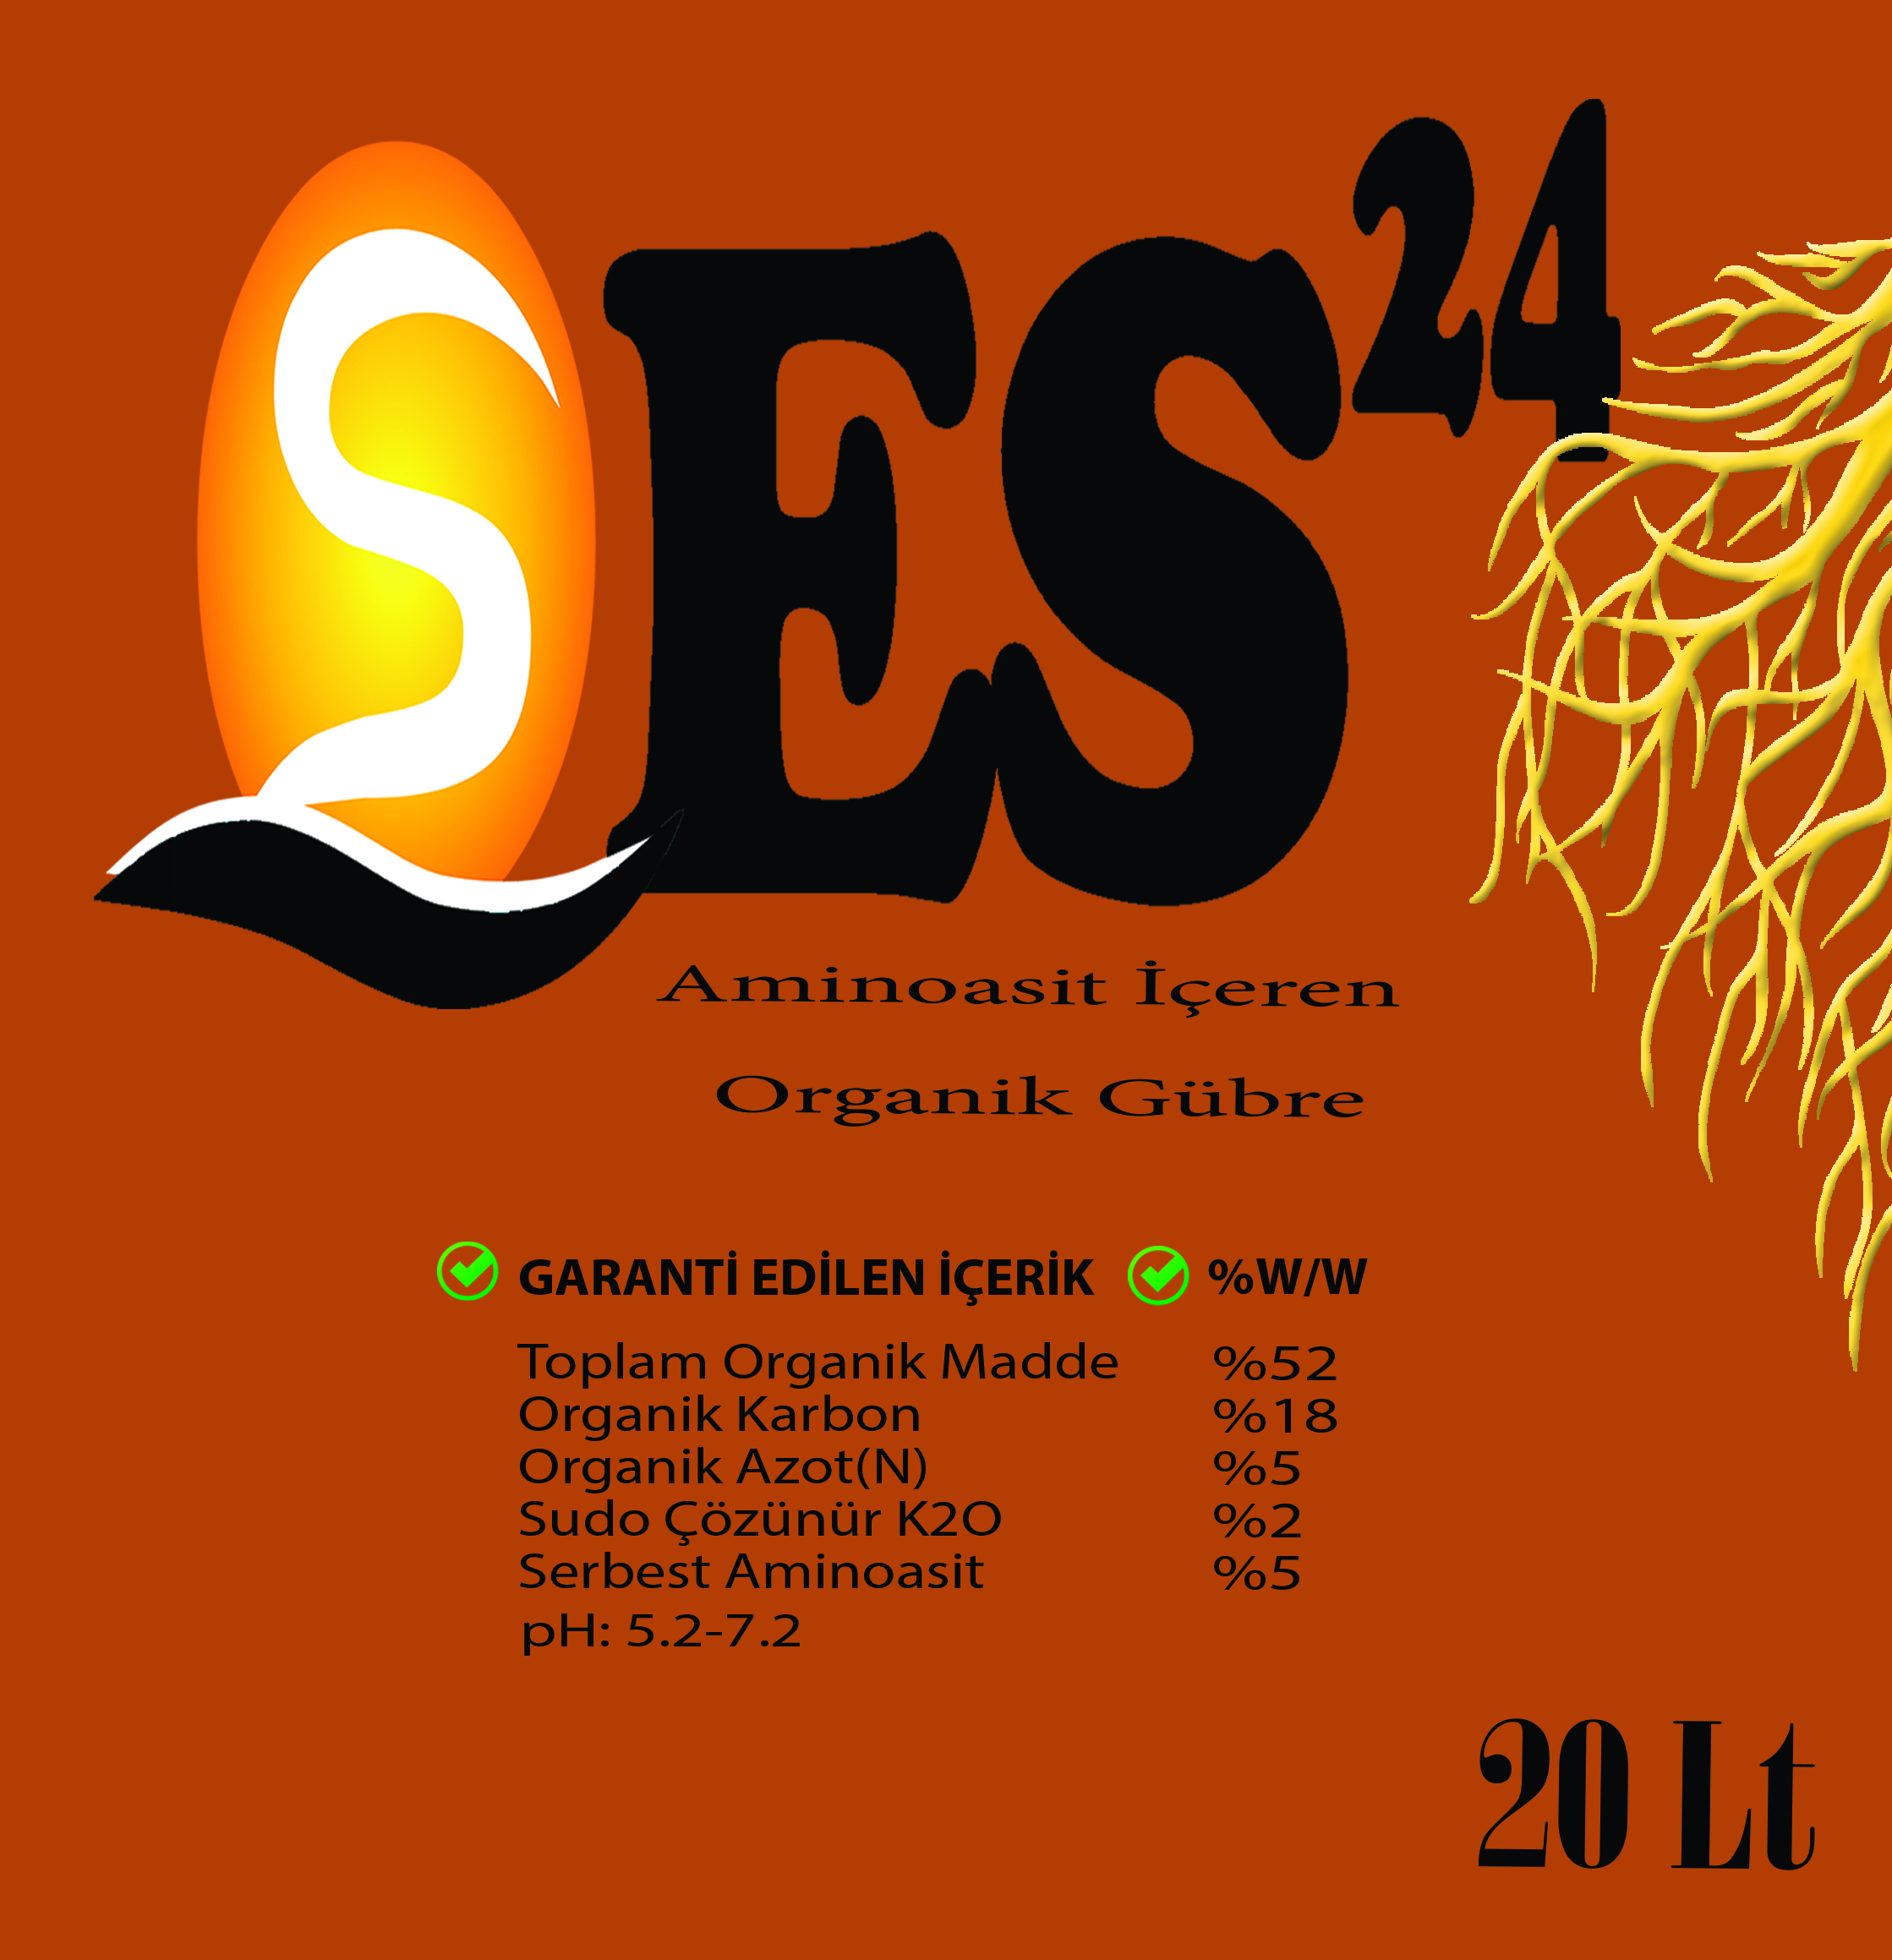 SES24
Aminoasit İçeren
Organik Gübre
GARANTİ EDİLEN İÇERİK %W/W
Toplam Organik Madde %52
Organik Karbon %18
Organik Azot(N) %5
Sudo Çözünür K2O %2
Serbest Aminoasit %5
pH: 5.2-7.2
20 Lt